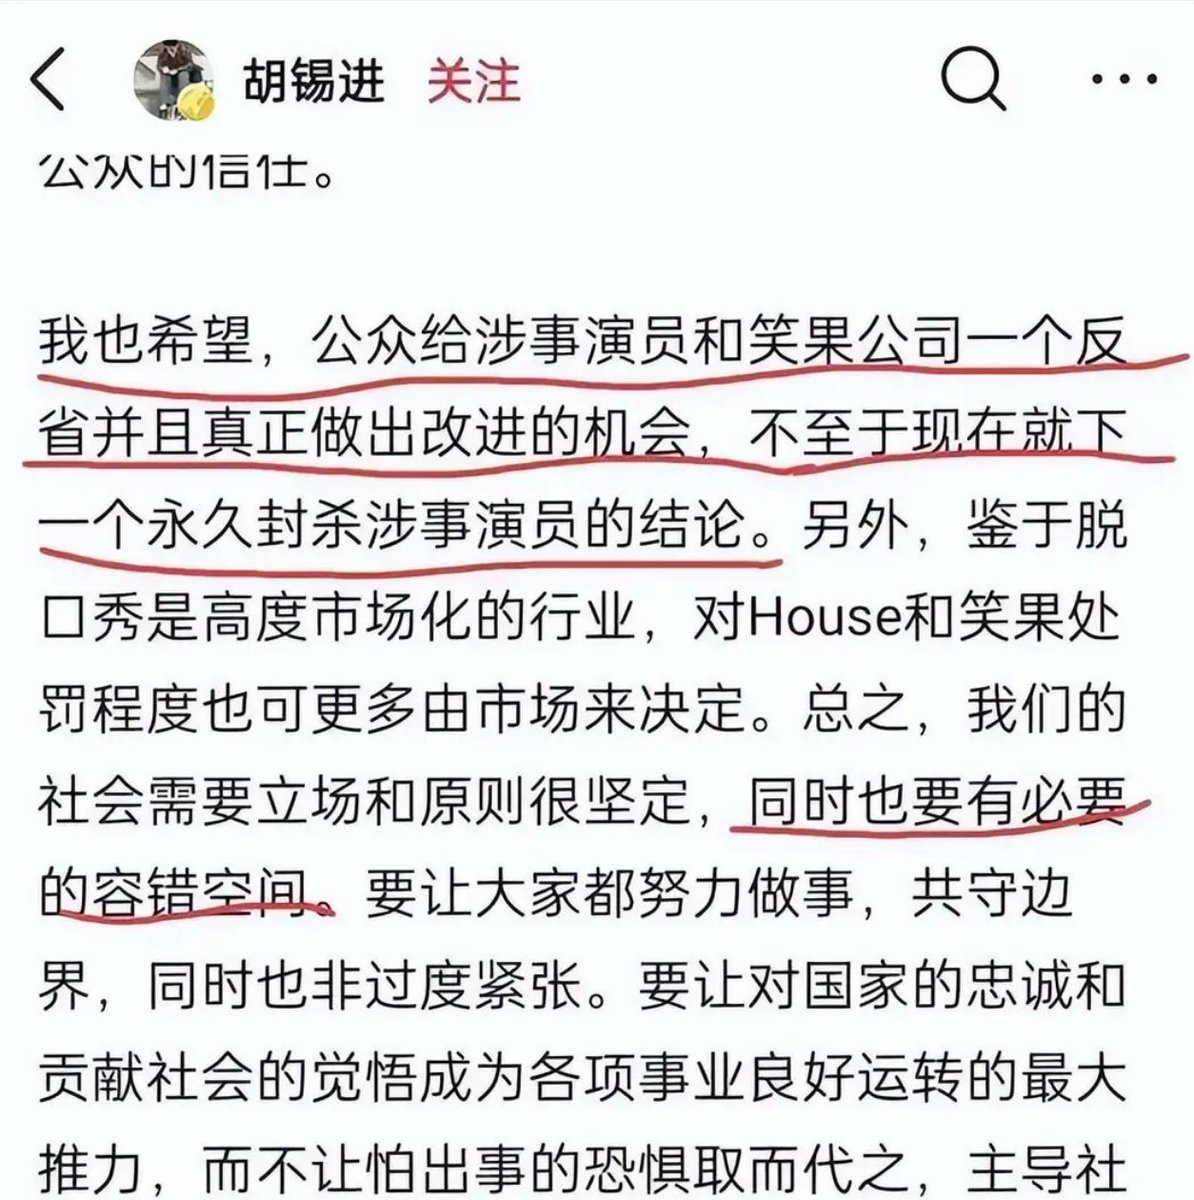 胡锡进 关注
公众的信任。
我也希望，公众给涉事演员和笑果公司一个反
省并且真正做出改进的机会，不至于现在就下
一个永久封杀涉事演员的结论。另外，鉴于脱
口秀是高度市场化的行业，对House和笑果处
罚程度也可更多由市场来决定。总之，我们的
社会需要立场和原则很坚定，同时也要有必要
的容错空间。要让大家都努力做事，共守边
界，同时也非过度紧张。要让对国家的忠诚和
贡献社会的觉悟成为各项事业良好运转的最大
推力，而不让怕出事的恐惧取而代之，主导社